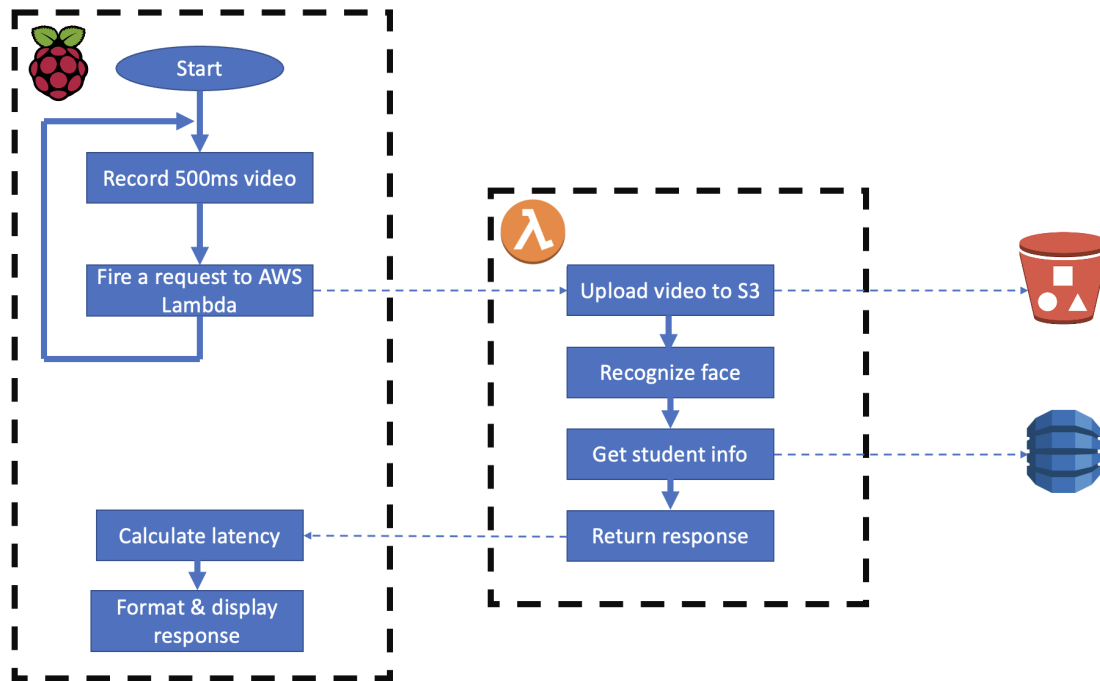 Start
Record 500ms video
Fire a request to AWS
Lambda
Calculate latency
Format & display
response
λ
Upload video to S3
Recognize face
Get student info
Return response